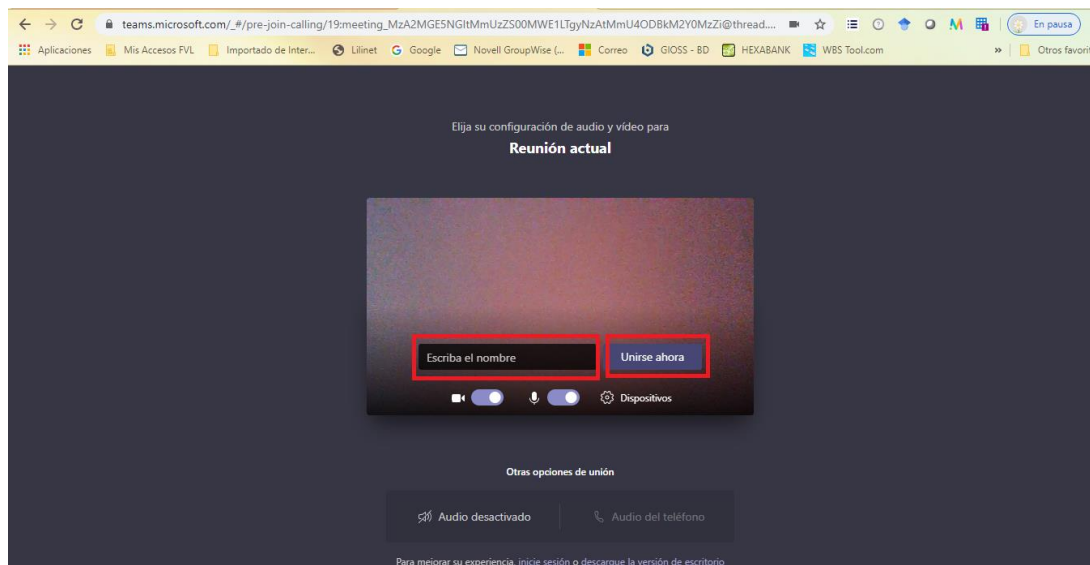 teams.microsoft.com/_#/pre-join-calling/19:meeting_MzA2MGE5NGItMmUzZS00MWE1LTgyNzAtMmU4ODBkM2Y0MzZi@thread.... En pausa
Aplicaciones Mis Accesos FVL Importado de Inter... Lilinet Google Novell GroupWise (... Correo GIOSS - BD HEXABANK WBS Tool.com » Otros favorit
Elija su configuración de audio y vídeo para
Reunión actual
Escriba el nombre Unirse ahora
Dispositivos
Otras opciones de unión
Audio desactivado Audio del teléfono
Para mejorar su experiencia, inicie sesión o descargue la versión de escritorio